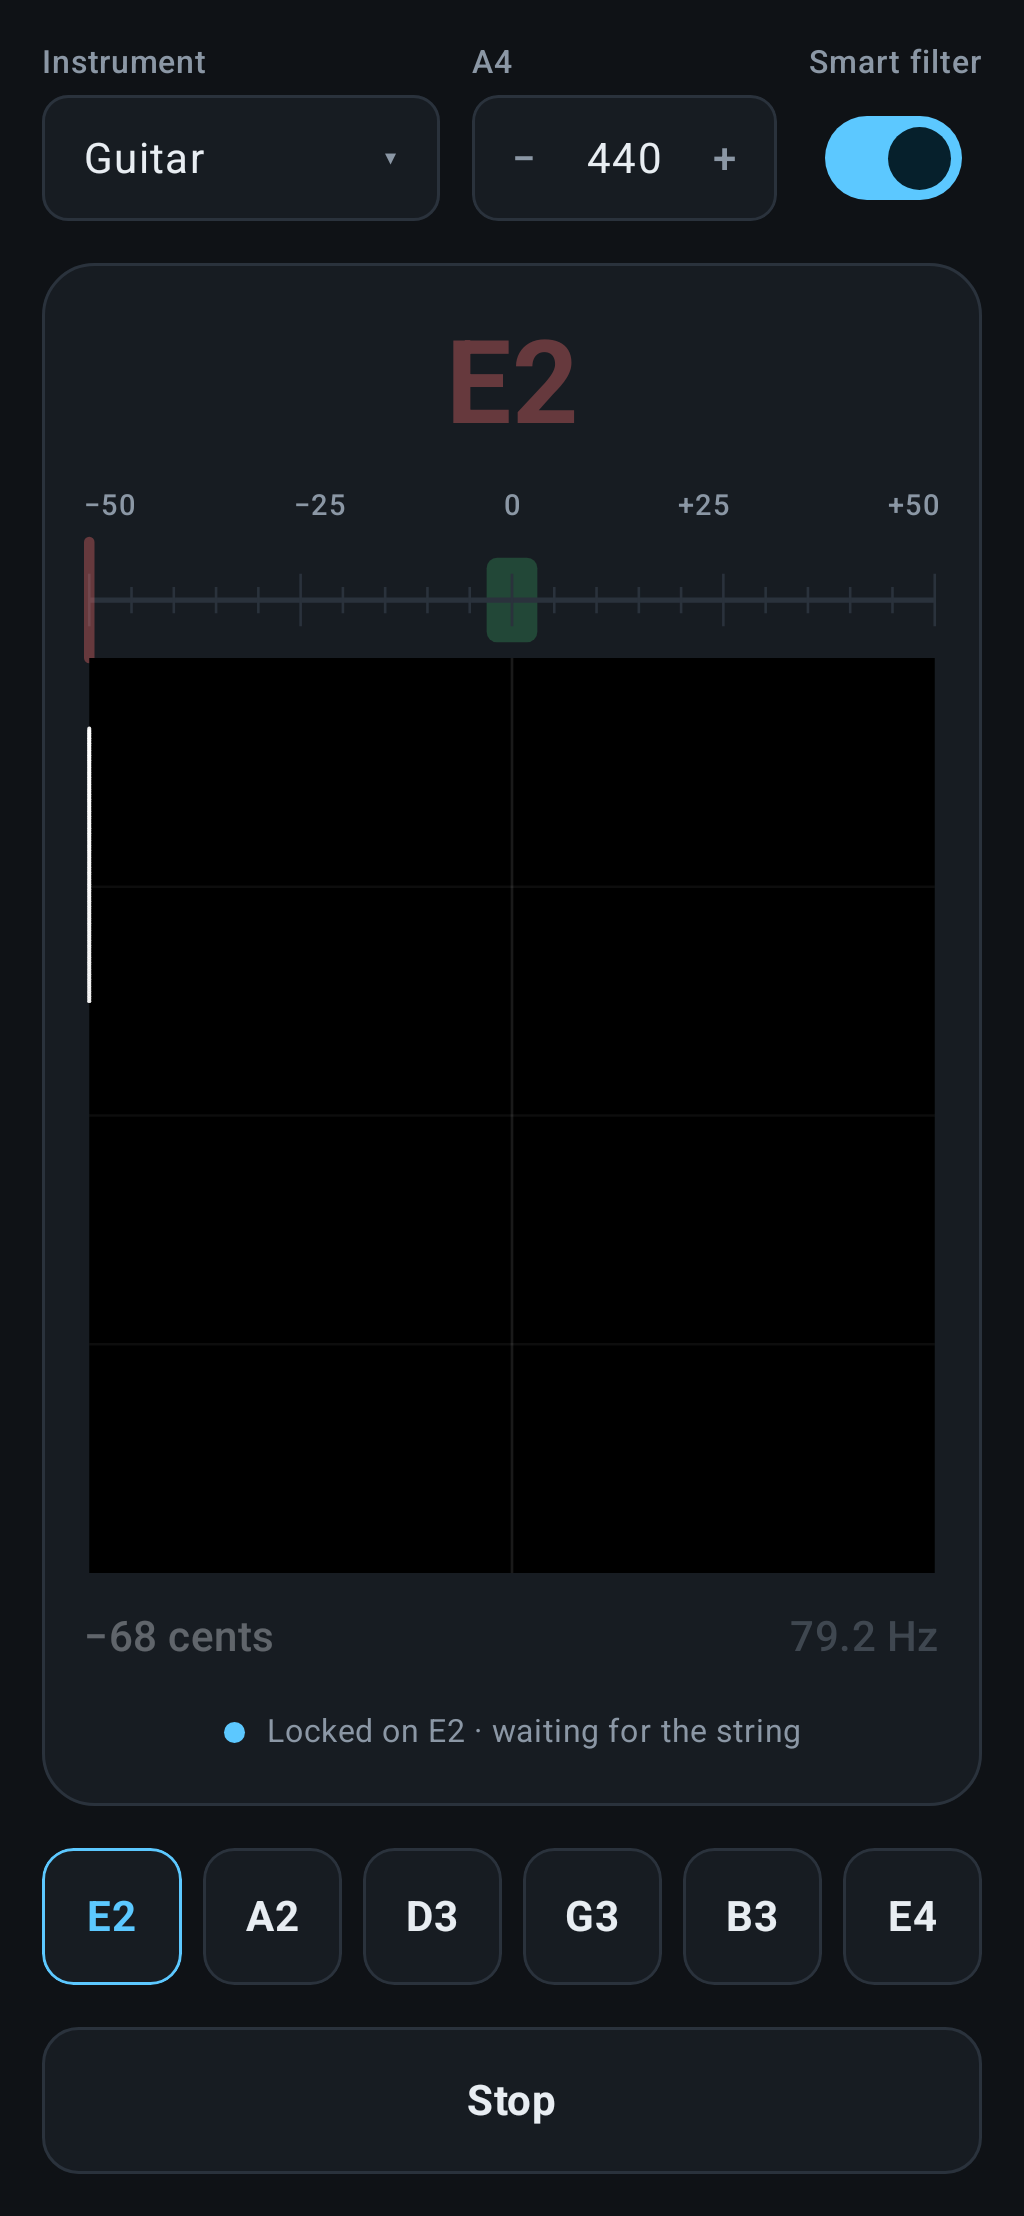 Instrument
A4
Smart filter
Guitar ▼
− 440 +
E2
−50 −25 0 +25 +50
−68 cents
79.2 Hz
Locked on E2 · waiting for the string
E2 A2 D3 G3 B3 E4
Stop